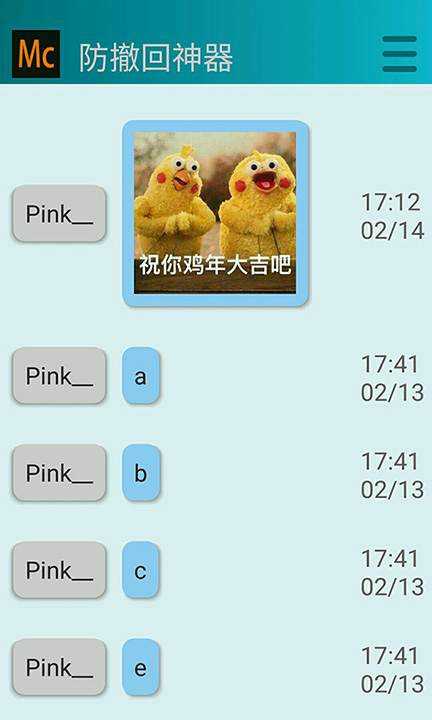 Mc 防撤回神器
Pink__
祝你鸡年大吉吧
17:12
02/14
Pink__ a 17:41
02/13
Pink__ b 17:41
02/13
Pink__ c 17:41
02/13
Pink__ e 17:41
02/13